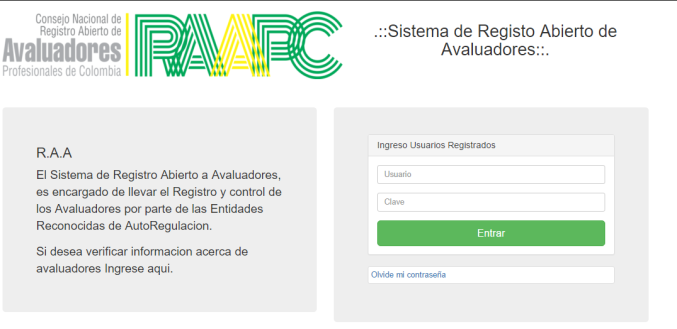 Consejo Nacional de
Registro Abierto de
Avaluadores
Profesionales de Colombia
RAAPC
.::Sistema de Registo Abierto de
Avaluadores::.
R.A.A
El Sistema de Registro Abierto a Avaluadores,
es encargado de llevar el Registro y control de
los Avaluadores por parte de las Entidades
Reconocidas de AutoRegulacion.
Si desea verificar informacion acerca de
avaluadores Ingrese aqui.
Ingreso Usuarios Registrados
Usuario
Clave
Entrar
Olvide mi contraseña